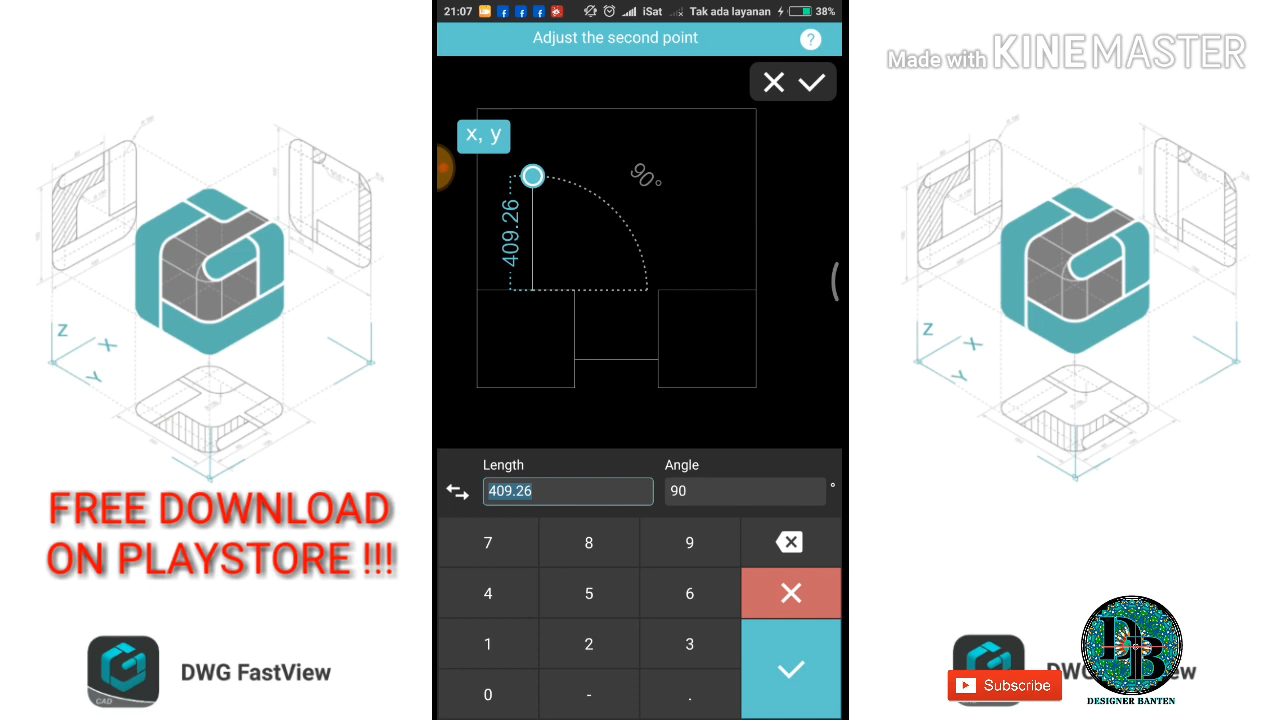 21:07
iSat
Tak ada layanan
38%
Adjust the second point
?
Made with KINEMASTER
x, y
90°
409.26
Z
X
Y
Z
X
Y
Length
Angle
409.26
90
°
7
8
9
4
5
6
1
2
3
0
-
.
FREE DOWNLOAD
ON PLAYSTORE !!!
CAD
DWG FastView
Subscribe
DB
DESIGNER BANTEN